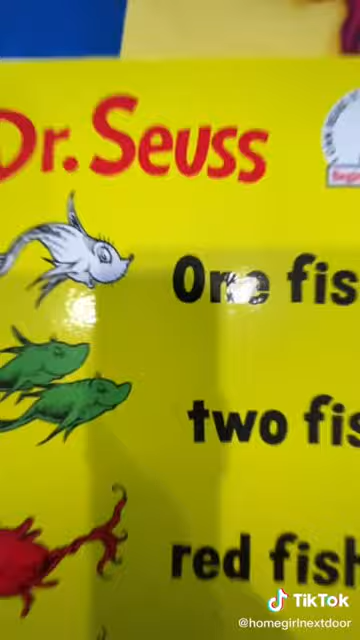 Dr. Seuss
One fis
two fis
red fish
TikTok
@homegirlnextdoor